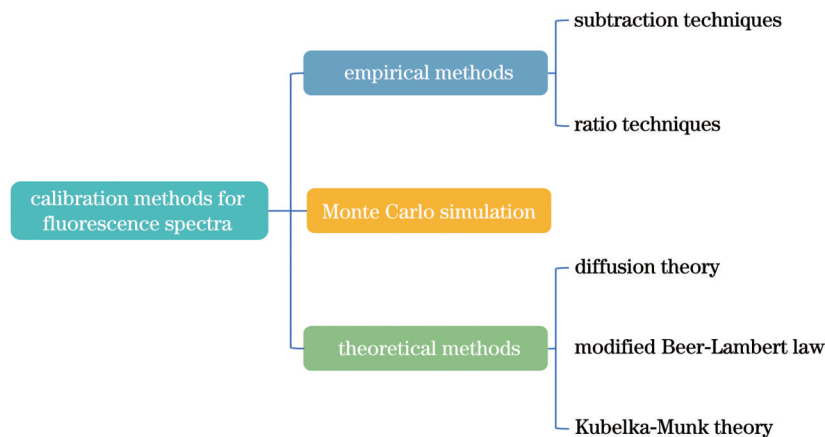 calibration methods for
fluorescence spectra
empirical methods
subtraction techniques
ratio techniques
Monte Carlo simulation
theoretical methods
diffusion theory
modified Beer-Lambert law
Kubelka-Munk theory